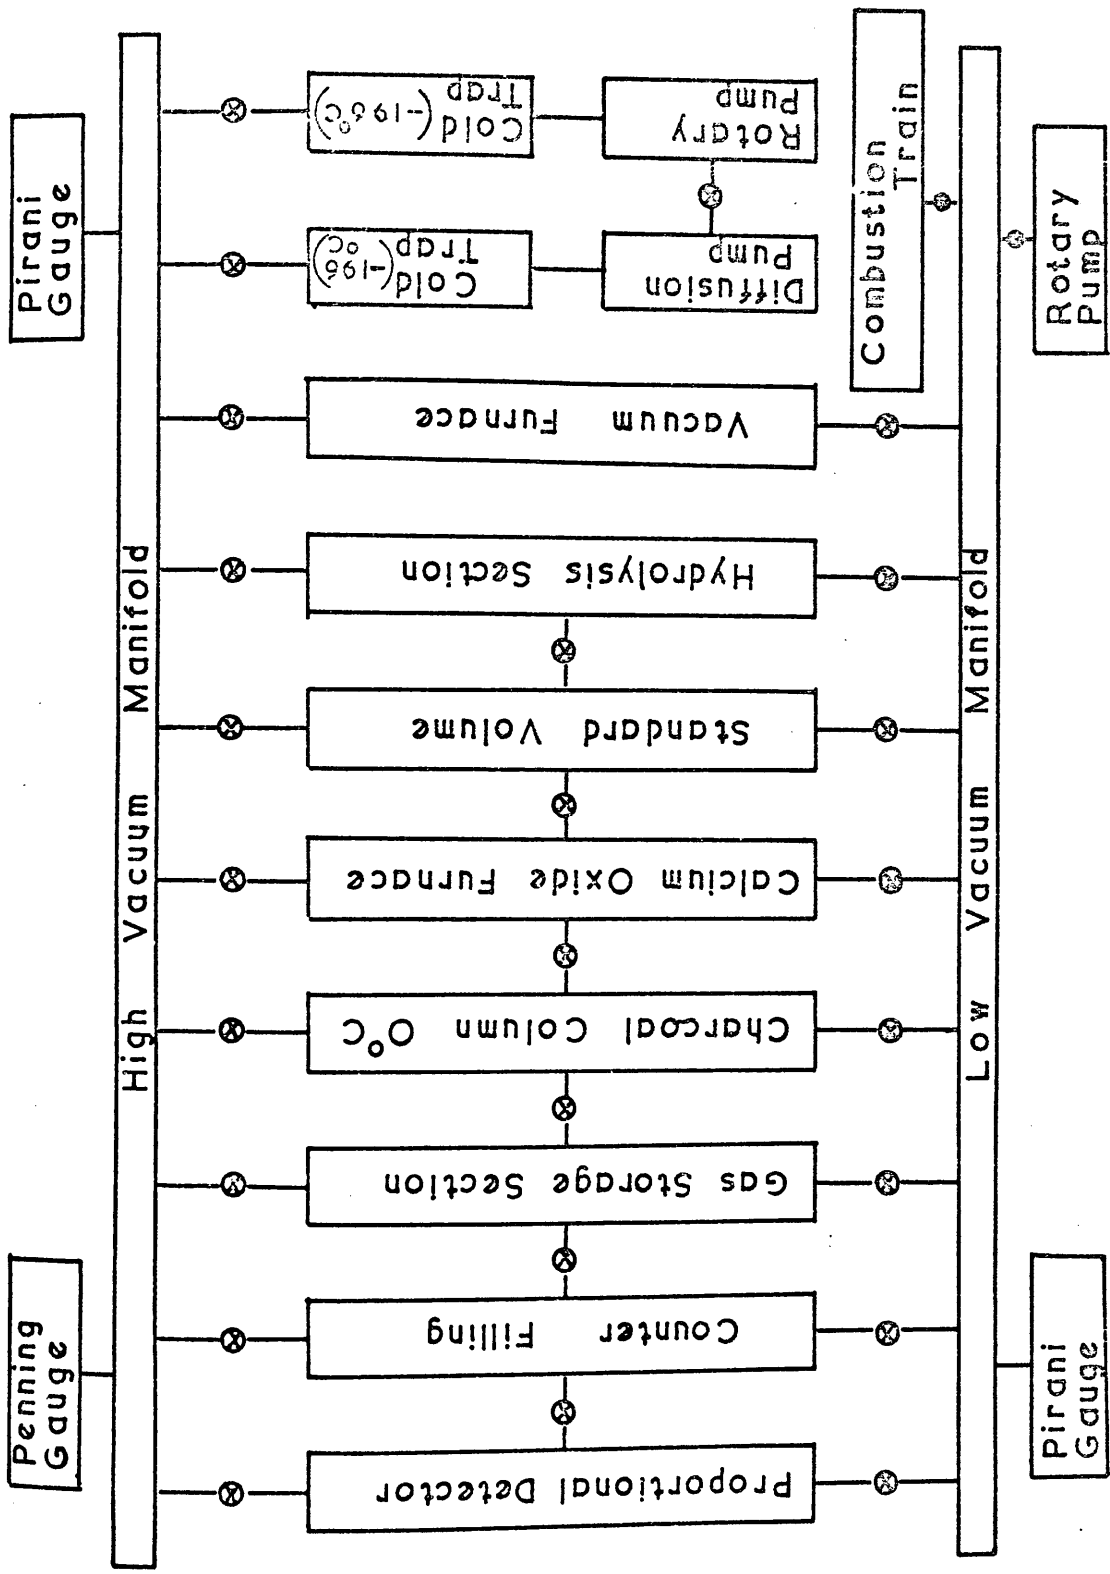 Pirani
Gauge
Penning
Gauge
High Vacuum Manifold
Cold
Trap (-196°C)
Rotary
Pump
Cold
Trap (-196°C)
Diffusion
Pump
Vacuum Furnace
Hydrolysis Section
Standard Volume
Calcium Oxide Furnace
Charcoal Column 0°C
Gas Storage Section
Counter Filling
Proportional Detector
Combustion
Train
Low Vacuum Manifold
Rotary
Pump
Pirani
Gauge